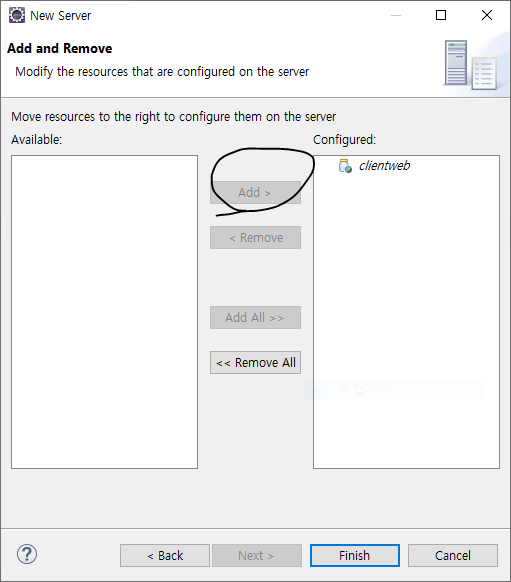 New Server
Add and Remove
Modify the resources that are configured on the server
Move resources to the right to configure them on the server
Available:
Configured:
clientweb
Add >
< Remove
Add All >>
<< Remove All
< Back
Next >
Finish
Cancel